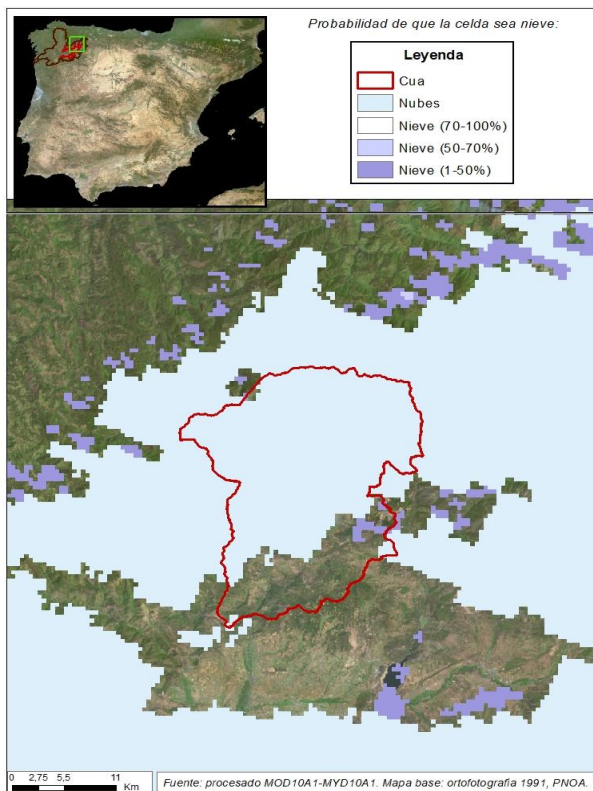 Probabilidad de que la celda sea nieve:
Leyenda
Cua
Nubes
Nieve (70-100%)
Nieve (50-70%)
Nieve (1-50%)
0 2,75 5,5 11
Km
Fuente: procesado MOD10A1-MYD10A1. Mapa base: ortofotografía 1991, PNOA.